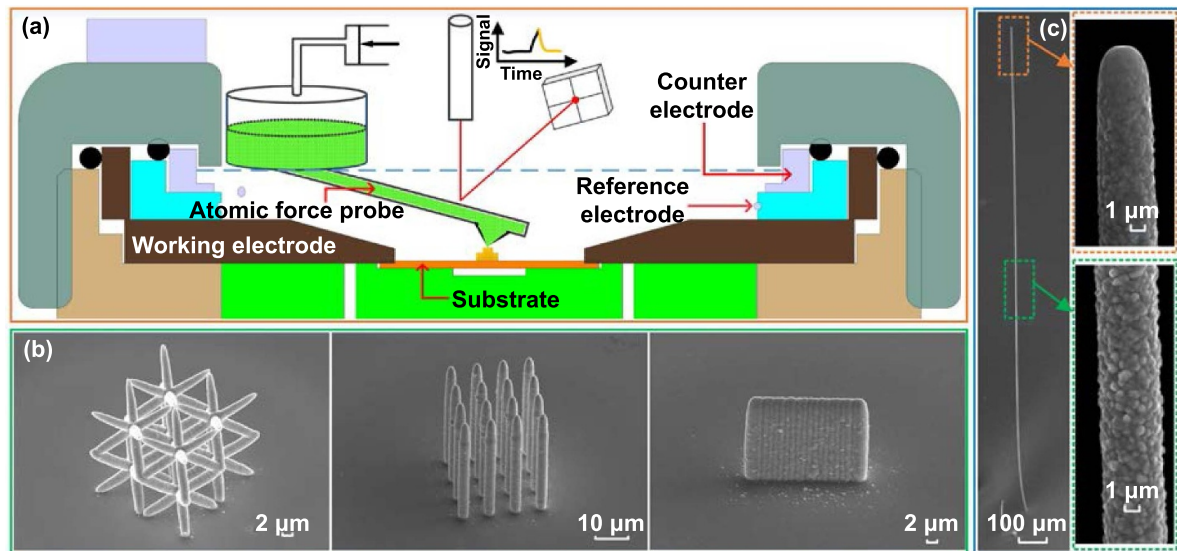 (a)
Signal
Time
Counter
electrode
Atomic force probe
Reference
electrode
Working electrode
Substrate
(b)
2 μm
10 μm
2 μm
(c)
1 μm
1 μm
100 μm